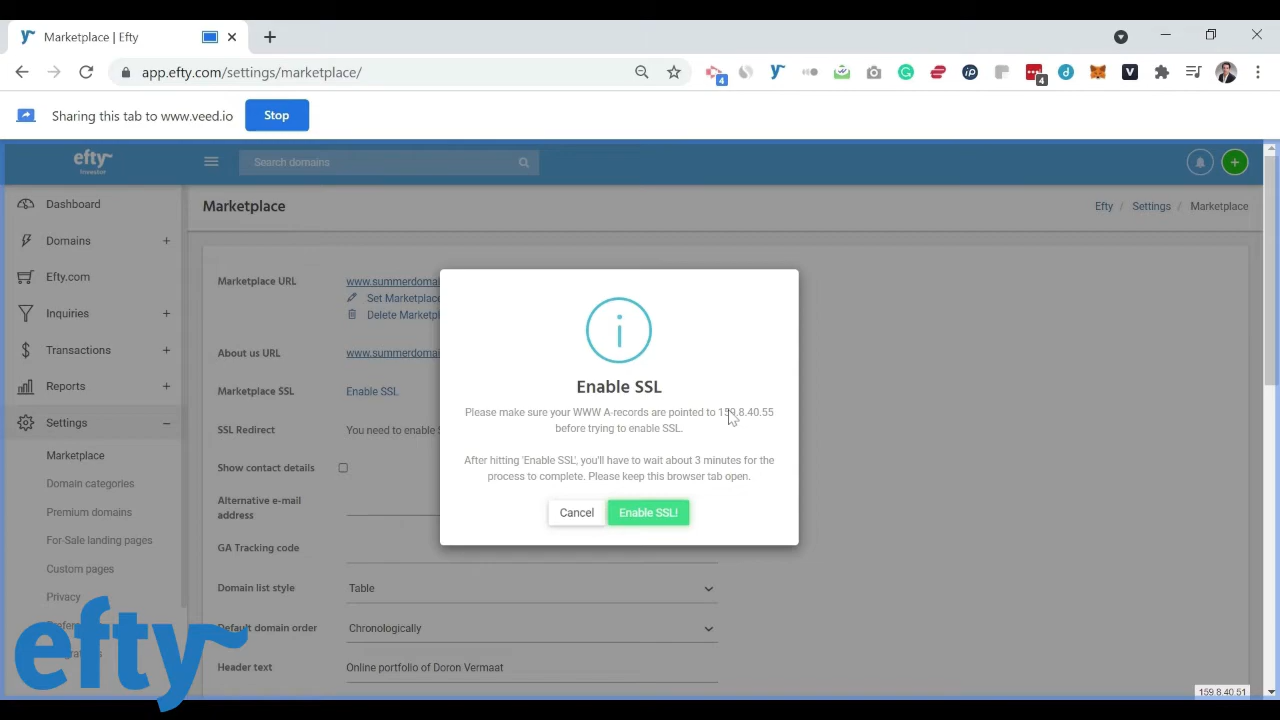 Marketplace | Efty
app.efty.com/settings/marketplace/
4
iP
4
V
Sharing this tab to www.veed.io
Stop
efty
Investor
Search domains
Dashboard
Domains
Efty.com
Inquiries
Transactions
Reports
Settings
Marketplace
Domain categories
Premium domains
For-Sale landing pages
Custom pages
Privacy
Marketplace
Efty / Settings / Marketplace
Marketplace URL
www.summerdomai
Set Marketplace
Delete Marketpl
About us URL
www.summerdomai
Marketplace SSL
Enable SSL
SSL Redirect
You need to enable S
Show contact details
Alternative e-mail
address
GA Tracking code
Domain list style
Table
Default domain order
Chronologically
Header text
Online portfolio of Doron Vermaat
Enable SSL
Please make sure your WWW A-records are pointed to 159.8.40.55
before trying to enable SSL.
After hitting 'Enable SSL', you'll have to wait about 3 minutes for the
process to complete. Please keep this browser tab open.
Cancel
Enable SSL!
efty
159.8.40.51